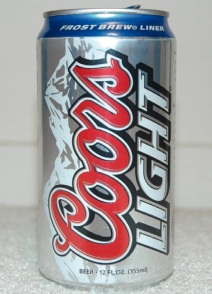 FROST BREW LINER
Coors
LIGHT
BEER · 12 FL. OZ. (355ml)